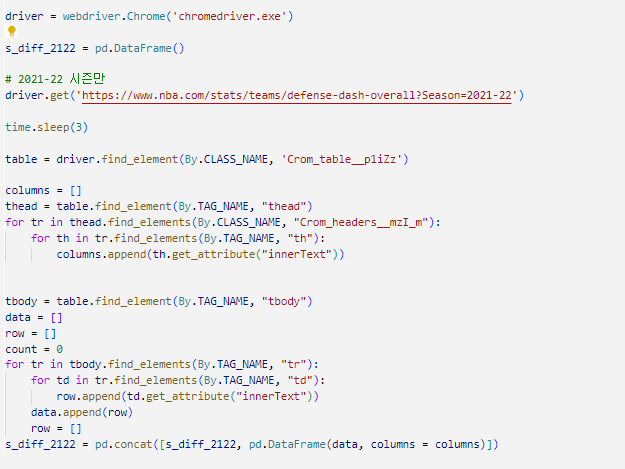 driver = webdriver.Chrome('chromedriver.exe')
s_diff_2122 = pd.DataFrame()
# 2021-22 시즌만
driver.get('https://www.nba.com/stats/teams/defense-dash-overall?Season=2021-22')
time.sleep(3)
table = driver.find_element(By.CLASS_NAME, 'Crom_table__p1iZz')
columns = []
thead = table.find_element(By.TAG_NAME, "thead")
for tr in thead.find_elements(By.CLASS_NAME, "Crom_headers__mzI_m"):
    for th in tr.find_elements(By.TAG_NAME, "th"):
        columns.append(th.get_attribute("innerText"))
tbody = table.find_element(By.TAG_NAME, "tbody")
data = []
row = []
count = 0
for tr in tbody.find_elements(By.TAG_NAME, "tr"):
    for td in tr.find_elements(By.TAG_NAME, "td"):
        row.append(td.get_attribute("innerText"))
    data.append(row)
    row = []
s_diff_2122 = pd.concat([s_diff_2122, pd.DataFrame(data, columns = columns)])